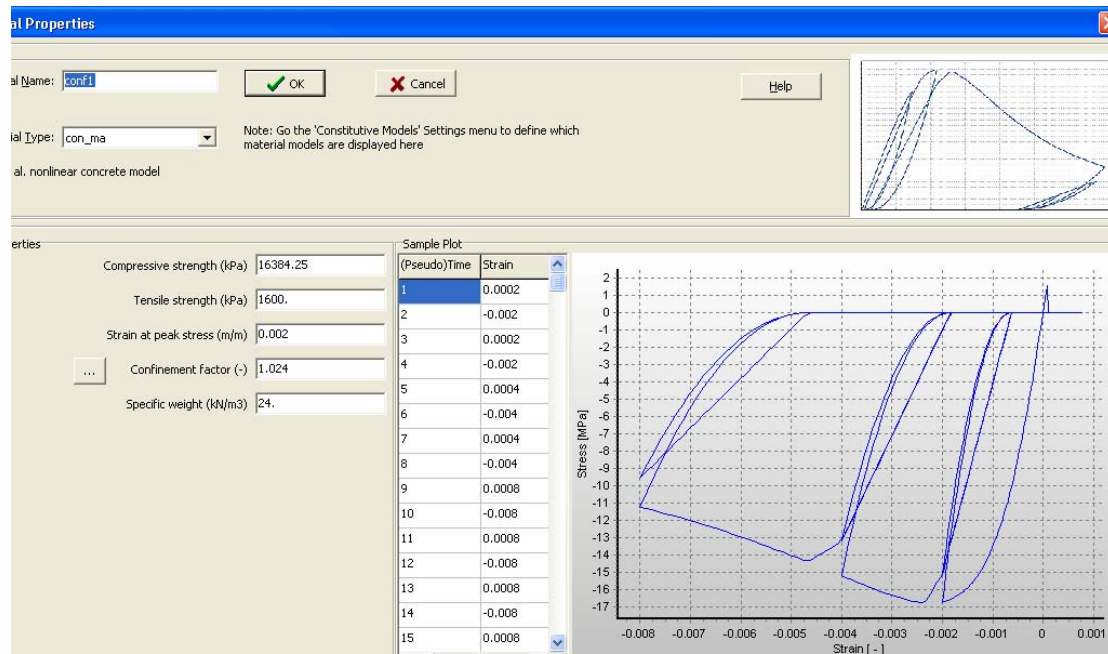 al Properties
al Name: conf1
OK
Cancel
Help
ial Type: con_ma
Note: Go the 'Constitutive Models' Settings menu to define which
material models are displayed here
al. nonlinear concrete model
erties
Compressive strength (kPa) 16384.25
Tensile strength (kPa) 1600.
Strain at peak stress (m/m) 0.002
... Confinement factor (-) 1.024
Specific weight (kN/m3) 24.
Sample Plot
(Pseudo)Time Strain
1 0.0002
2 -0.002
3 0.0002
4 -0.002
5 0.0004
6 -0.004
7 0.0004
8 -0.004
9 0.0008
10 -0.008
11 0.0008
12 -0.008
13 0.0008
14 -0.008
15 0.0008
Stress [MPa]
2
1
0
-1
-2
-3
-4
-5
-6
-7
-8
-9
-10
-11
-12
-13
-14
-15
-16
-17
-0.008 -0.007 -0.006 -0.005 -0.004 -0.003 -0.002 -0.001 0 0.001
Strain [ - ]